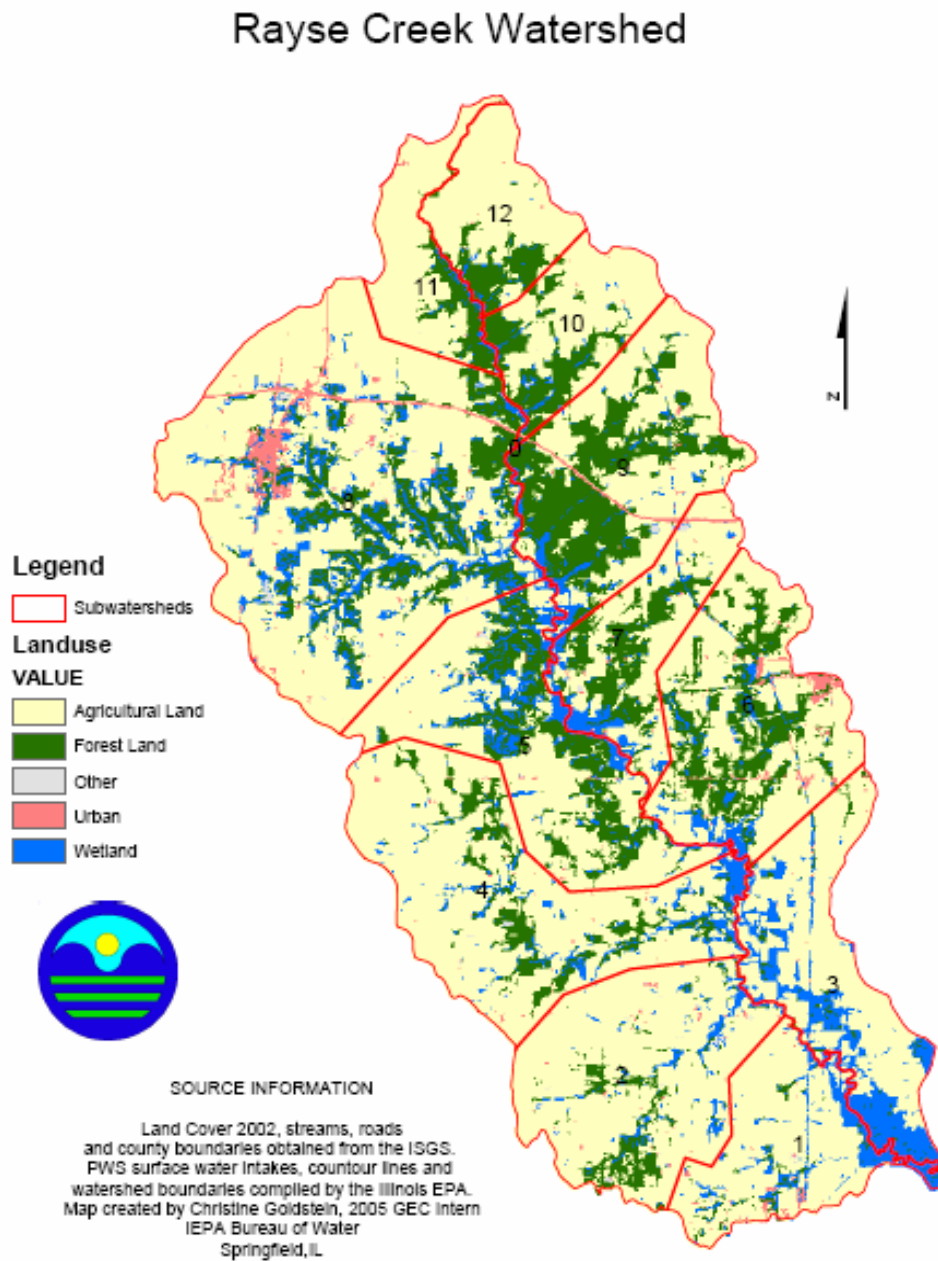 Rayse Creek Watershed
12
11
10
0
9
8
7
6
5
4
3
2
1
N
Legend
Subwatersheds
Landuse
VALUE
Agricultural Land
Forest Land
Other
Urban
Wetland
SOURCE INFORMATION
Land Cover 2002, streams, roads
and county boundaries obtained from the ISGS.
PWS surface water intakes, countour lines and
watershed boundaries compiled by the Illinois EPA.
Map created by Christine Goldstein, 2005 GEC Intern
IEPA Bureau of Water
Springfield,IL